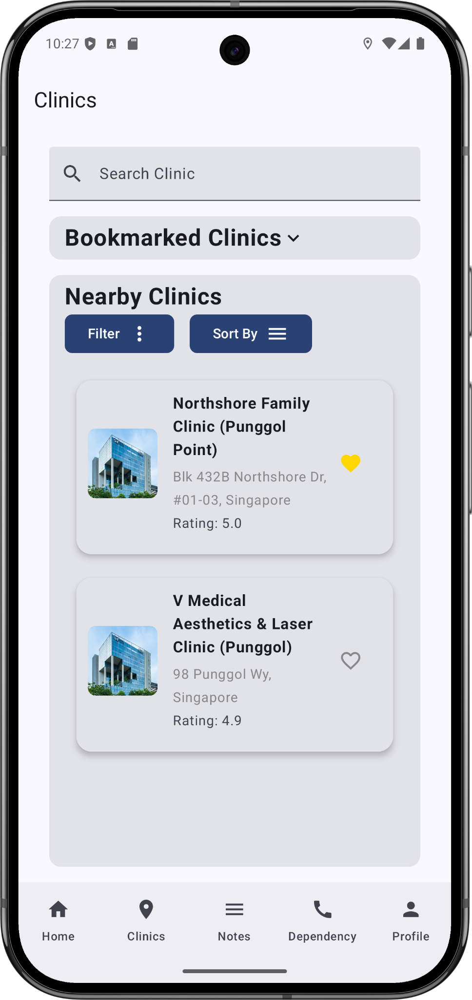 10:27
Clinics
Search Clinic
Bookmarked Clinics
Nearby Clinics
Filter
Sort By
Northshore Family
Clinic (Punggol
Point)
Blk 432B Northshore Dr,
#01-03, Singapore
Rating: 5.0
V Medical
Aesthetics & Laser
Clinic (Punggol)
98 Punggol Wy,
Singapore
Rating: 4.9
Home
Clinics
Notes
Dependency
Profile